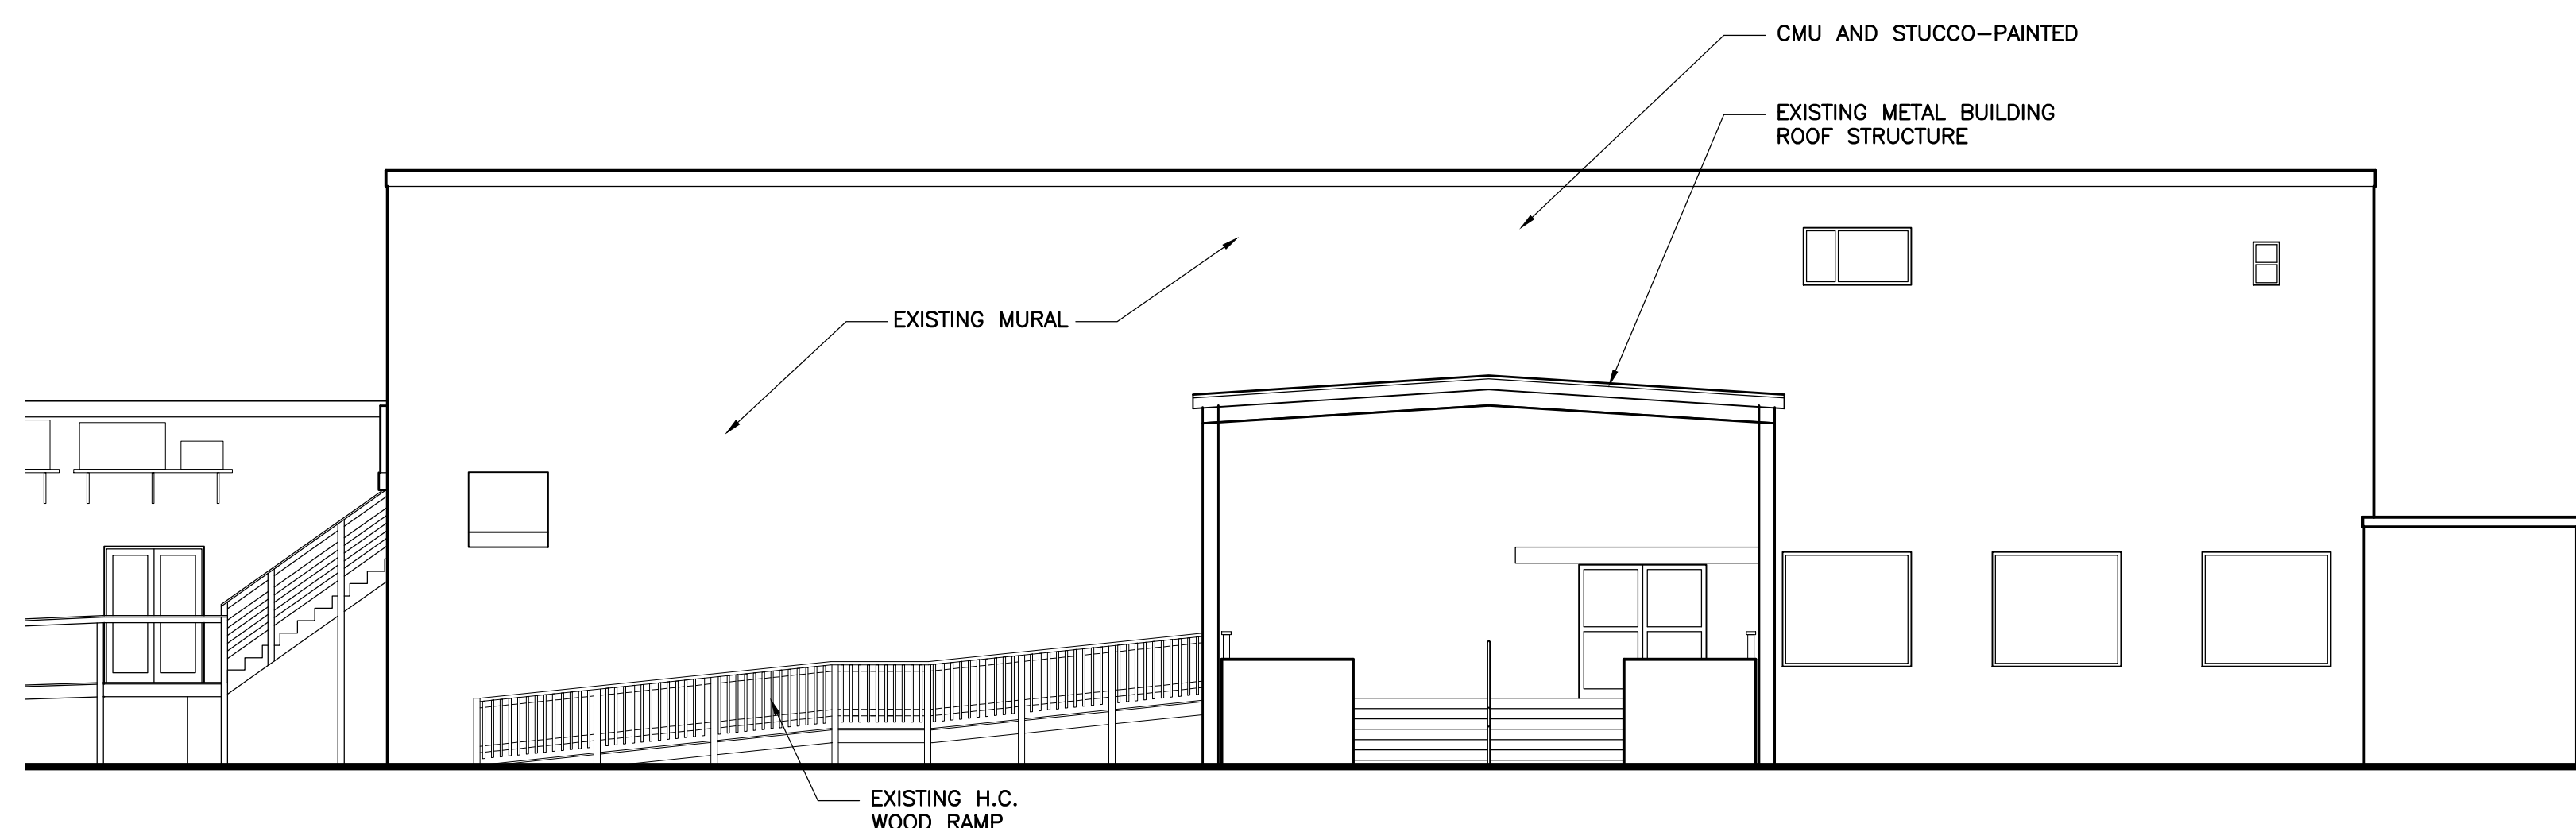 CMU AND STUCCO-PAINTED
EXISTING METAL BUILDING
ROOF STRUCTURE
EXISTING MURAL
EXISTING H.C.
WOOD RAMP